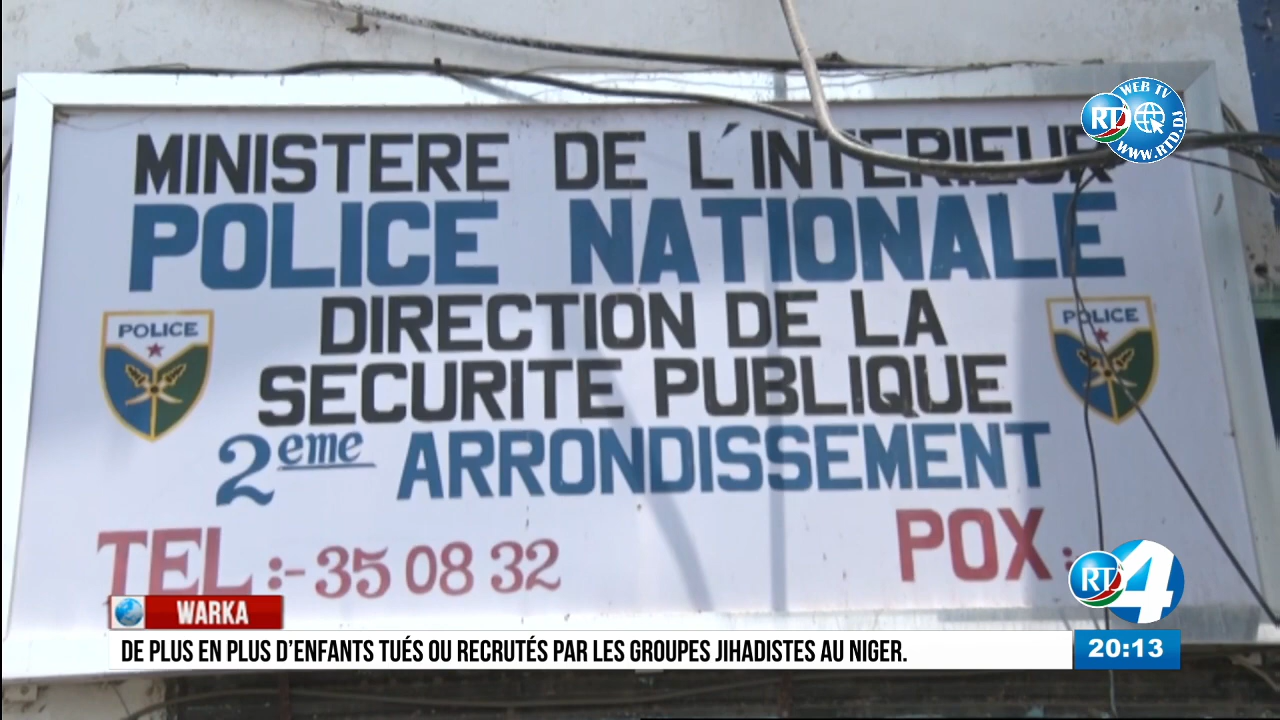 WEB TV
RTD
WWW.RTD.DJ
MINISTERE DE L'INTERIEUR
POLICE NATIONALE
DIRECTION DE LA
SECURITE PUBLIQUE
POLICE
POLICE
2eme ARRONDISSEMENT
TEL :- 35 08 32
POX :
RTD 4
WARKA
DE PLUS EN PLUS D'ENFANTS TUÉS OU RECRUTÉS PAR LES GROUPES JIHADISTES AU NIGER.
20:13